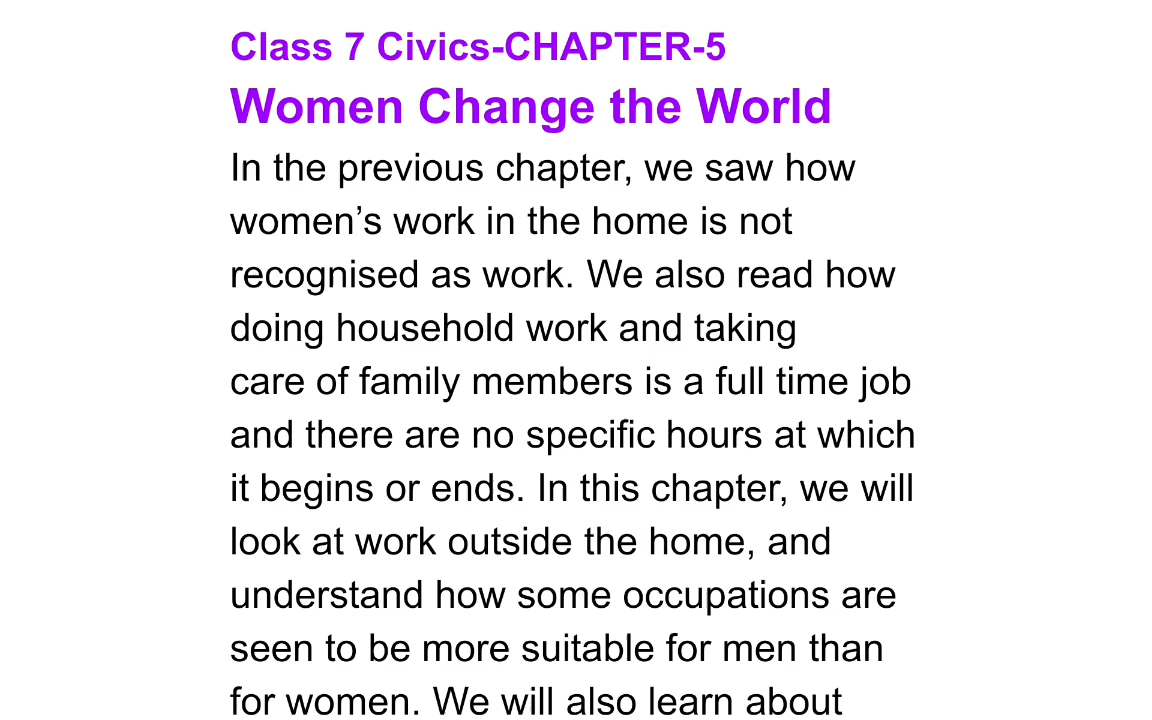 Class 7 Civics-CHAPTER-5
Women Change the World
In the previous chapter, we saw how
women’s work in the home is not
recognised as work. We also read how
doing household work and taking
care of family members is a full time job
and there are no specific hours at which
it begins or ends. In this chapter, we will
look at work outside the home, and
understand how some occupations are
seen to be more suitable for men than
for women. We will also learn about